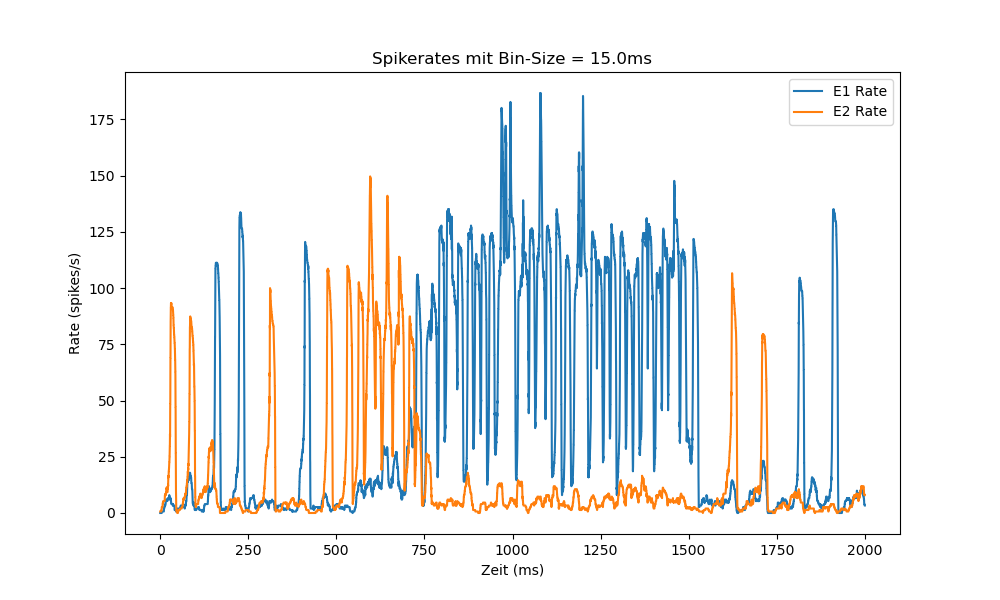 Spikerates mit Bin-Size = 15.0ms
E1 Rate
E2 Rate
175
150
125
100
75
50
25
0
Rate (spikes/s)
0 250 500 750 1000 1250 1500 1750 2000
Zeit (ms)